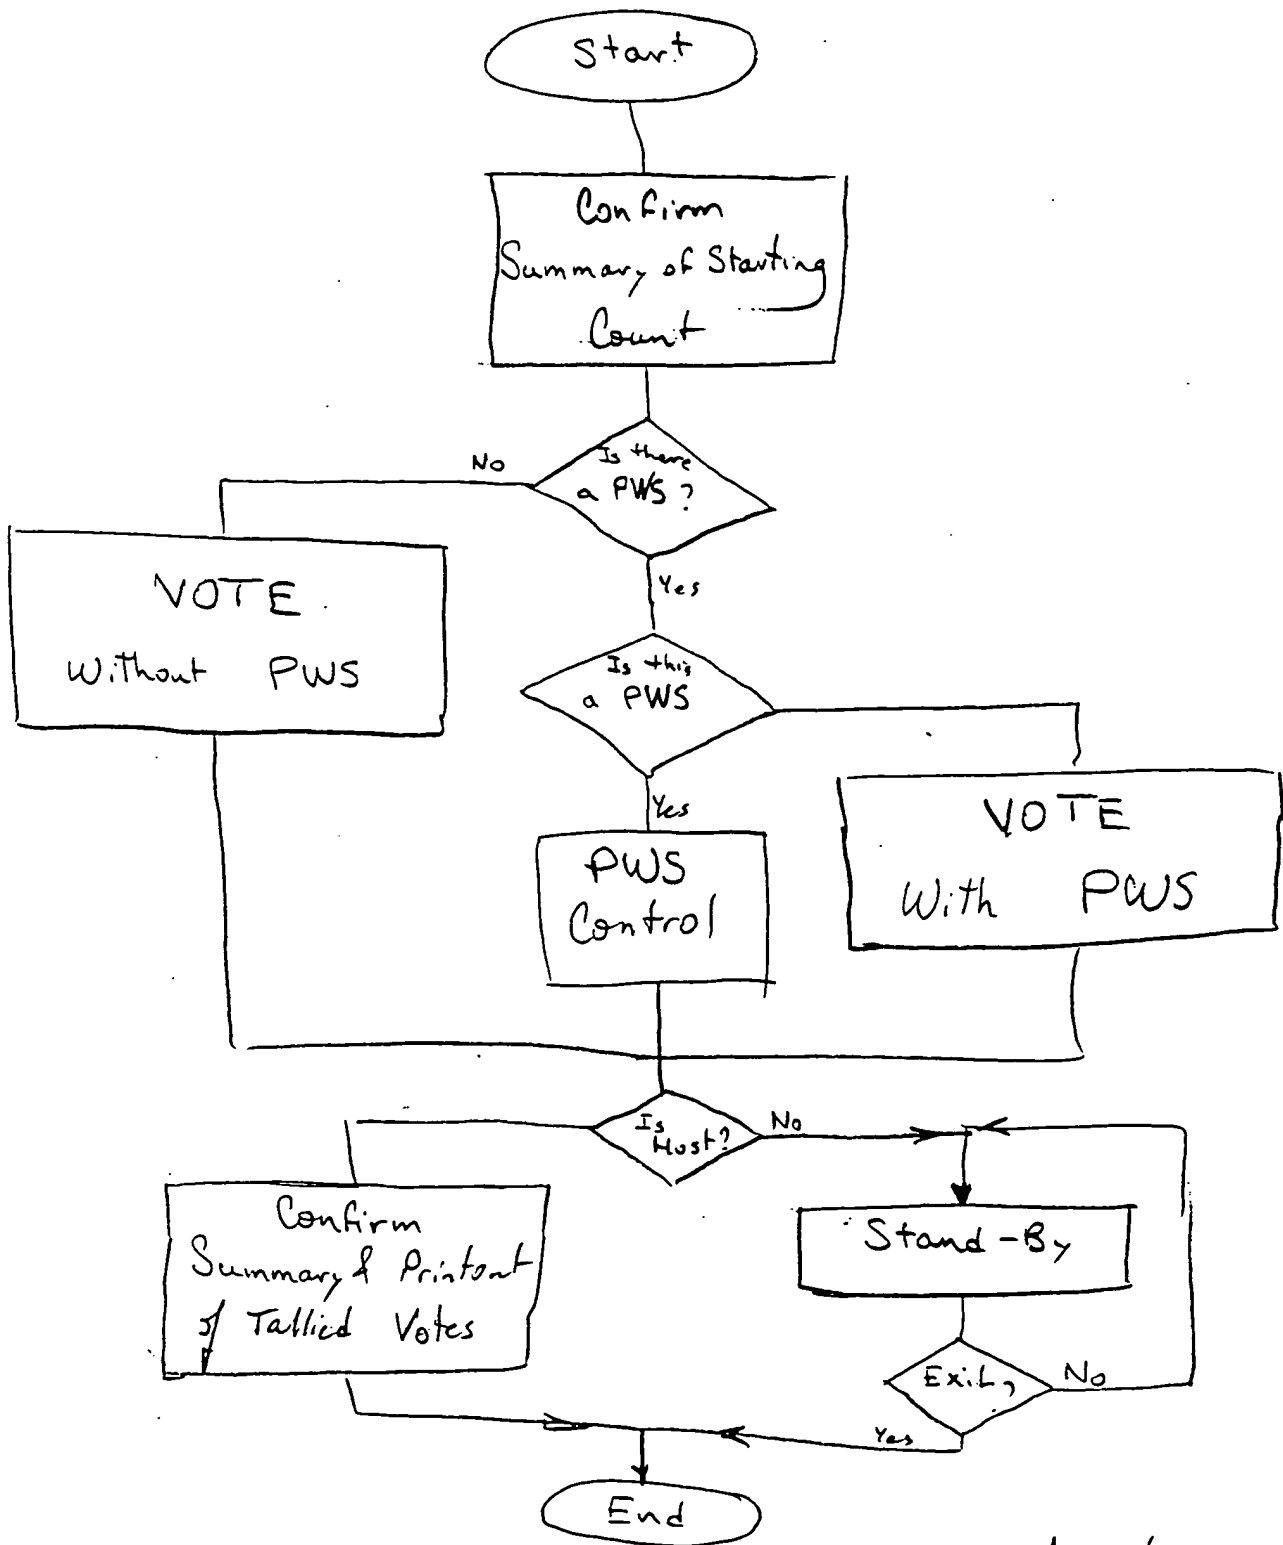 Start
Confirm
Summary of Starting
Count
Is there
a PWS?
No
Yes
VOTE
Without PWS
Is this
a PWS
Yes
PWS
Control
VOTE
With PWS
Is
Host?
No
Confirm
Summary & Printout
of Tallied Votes
Stand-By
Exit?
No
Yes
End